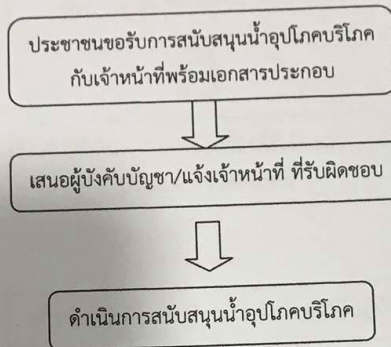 ประชาชนขอรับการสนับสนุนน้ำอุปโภคบริโภค
กับเจ้าหน้าที่พร้อมเอกสารประกอบ
เสนอผู้บังคับบัญชา/แจ้งเจ้าหน้าที่ ที่รับผิดชอบ
ดำเนินการสนับสนุนน้ำอุปโภคบริโภค